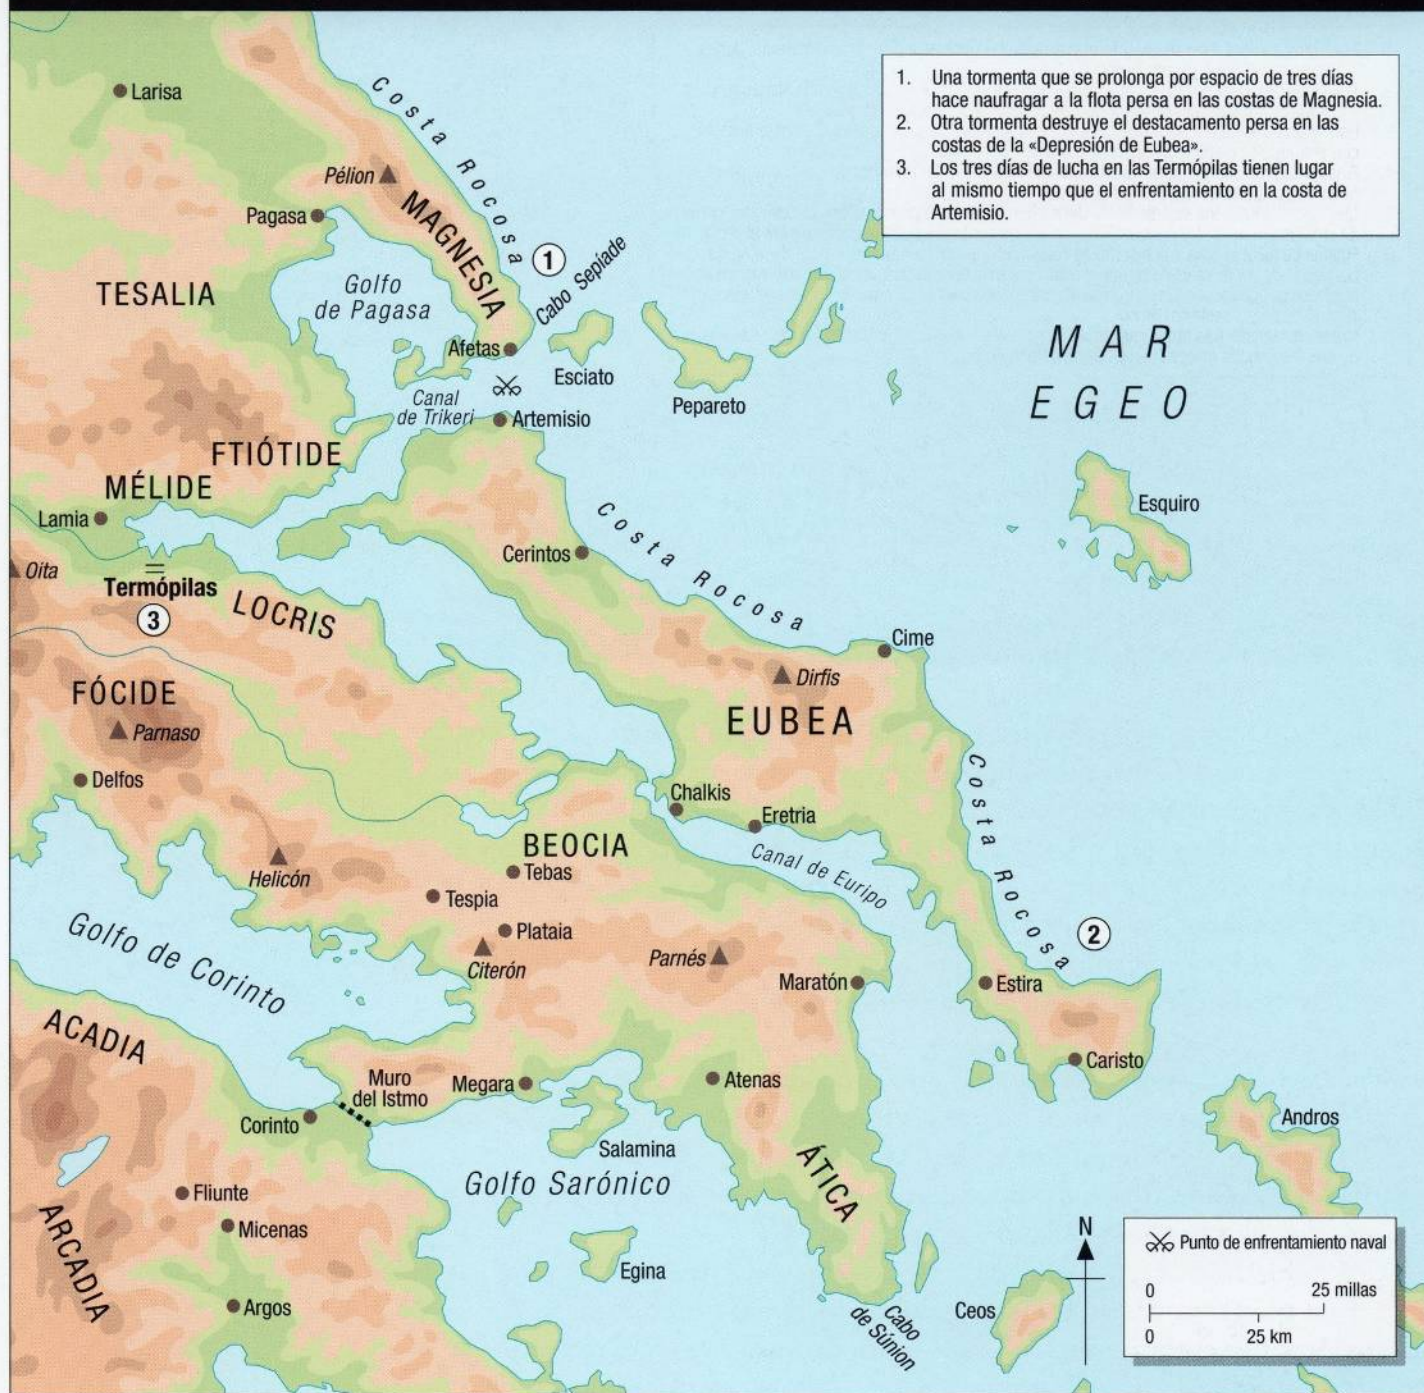 1. Una tormenta que se prolonga por espacio de tres días
hace naufragar a la flota persa en las costas de Magnesia.
2. Otra tormenta destruye el destacamento persa en las
costas de la «Depresión de Eubea».
3. Los tres días de lucha en las Termópilas tienen lugar
al mismo tiempo que el enfrentamiento en la costa de
Artemisio.
Larisa
Costa Rocosa
Pélion
MAGNESIA
Pagasa
1
Cabo Sepíade
TESALIA
Golfo
de Pagasa
Afetas
Esciato
Pepareto
MAR
EGEO
Canal
de Trikeri
Artemisio
FTIÓTIDE
MÉLIDE
Lamia
Esquiro
Costa Rocosa
Cerintos
Oita
Termópilas
3
LOCRIS
Cime
Dirfis
EUBEA
FÓCIDE
Parnaso
Delfos
Costa Rocosa
Chalkis
Eretria
BEOCIA
Canal de Euripo
Helicón
Tebas
Tespia
Plataia
Citerón
Parnés
2
Golfo de Corinto
Maratón
Estira
ACADIA
Caristo
Muro
del Istmo
Megara
Atenas
Corinto
Andros
Salamina
ÁTICA
Golfo Sarónico
Fliunte
Micenas
ARCADIA
Egina
Argos
Cabo
de Súnion
Ceos
N
Punto de enfrentamiento naval
0 25 millas
0 25 km